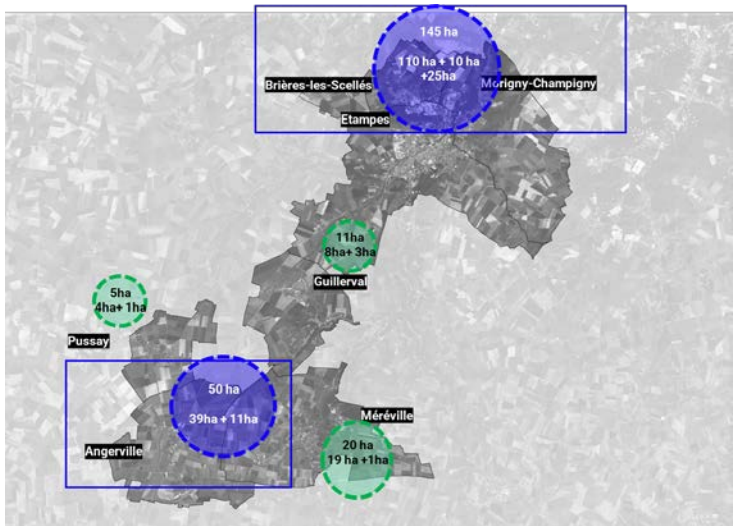 145 ha
110 ha + 10 ha
+25ha
Brières-les-Scellés
Morigny-Champigny
Etampes
11ha
8ha+ 3ha
Guillerval
5ha
4ha+ 1ha
Pussay
50 ha
39ha + 11ha
Méréville
Angerville
20 ha
19 ha +1ha